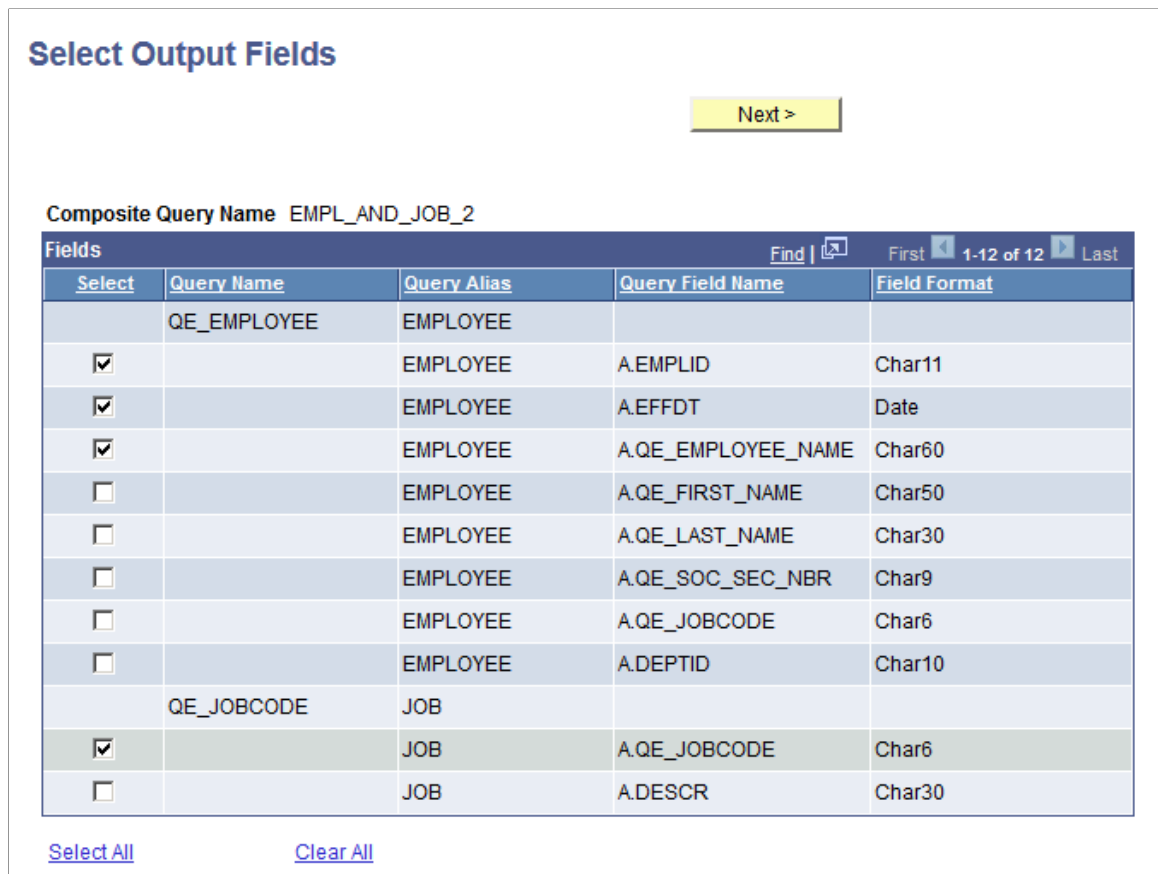 Select Output Fields
Next >
Composite Query Name EMPL_AND_JOB_2
Fields Find | First 1-12 of 12 Last
Select Query Name Query Alias Query Field Name Field Format
QE_EMPLOYEE EMPLOYEE
EMPLOYEE A.EMPLID Char11
EMPLOYEE A.EFFDT Date
EMPLOYEE A.QE_EMPLOYEE_NAME Char60
EMPLOYEE A.QE_FIRST_NAME Char50
EMPLOYEE A.QE_LAST_NAME Char30
EMPLOYEE A.QE_SOC_SEC_NBR Char9
EMPLOYEE A.QE_JOBCODE Char6
EMPLOYEE A.DEPTID Char10
QE_JOBCODE JOB
JOB A.QE_JOBCODE Char6
JOB A.DESCR Char30
Select All Clear All